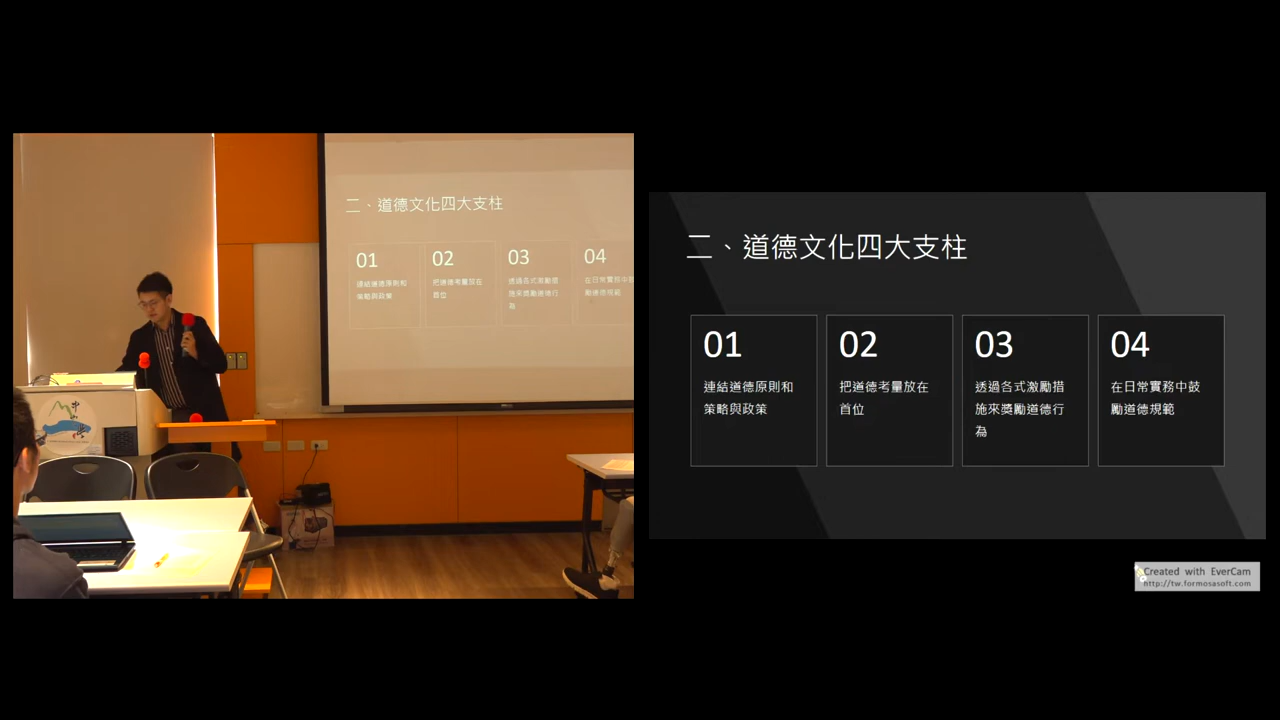 二、道德文化四大支柱
01
連結道德原則和
策略與政策
02
把道德考量放在
首位
03
透過各式激勵措
施來獎勵道德行
為
04
在日常實務中鼓
勵道德規範
二、道德文化四大支柱
01
連結道德原則和
策略與政策
02
把道德考量放在
首位
03
透過各式激勵措
施來獎勵道德行
為
04
在日常實務中鼓
勵道德規範
Created with EverCam
http://tw.formosasoft.com